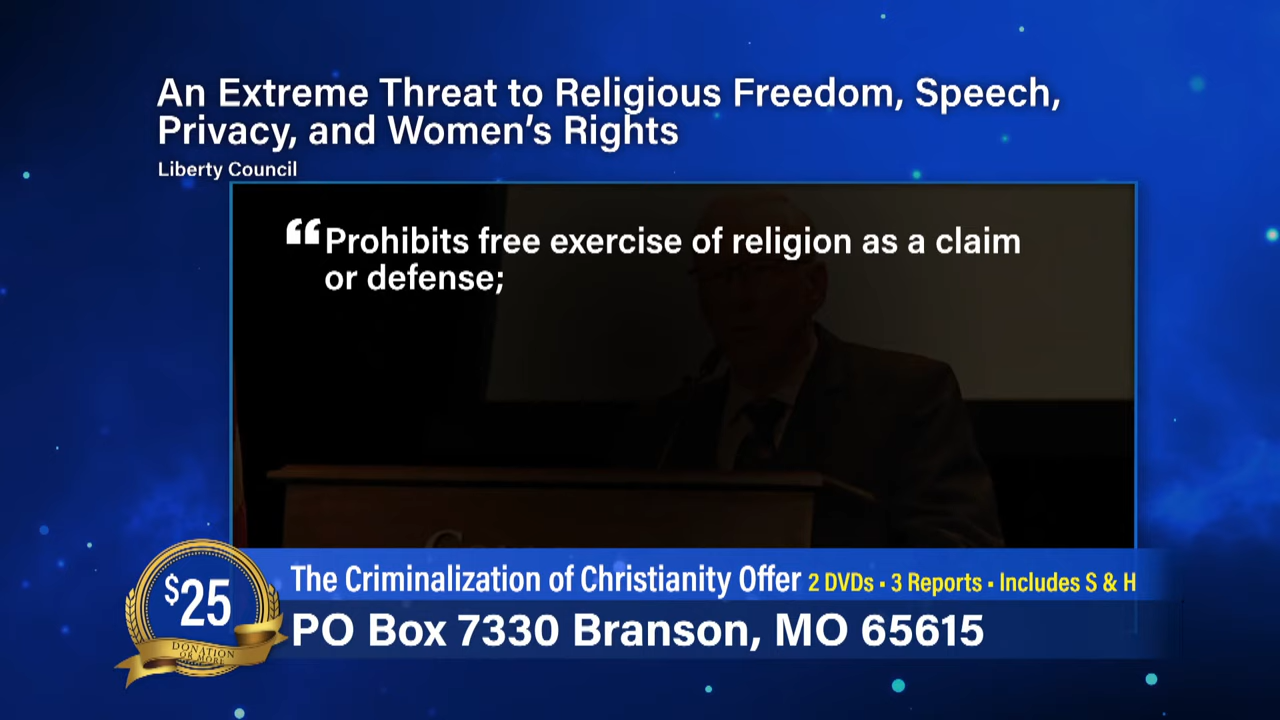 An Extreme Threat to Religious Freedom, Speech,
Privacy, and Women's Rights
Liberty Council
“Prohibits free exercise of religion as a claim
or defense;
$25
DONATION
OR MORE
The Criminalization of Christianity Offer 2 DVDs • 3 Reports • Includes S & H
PO Box 7330 Branson, MO 65615